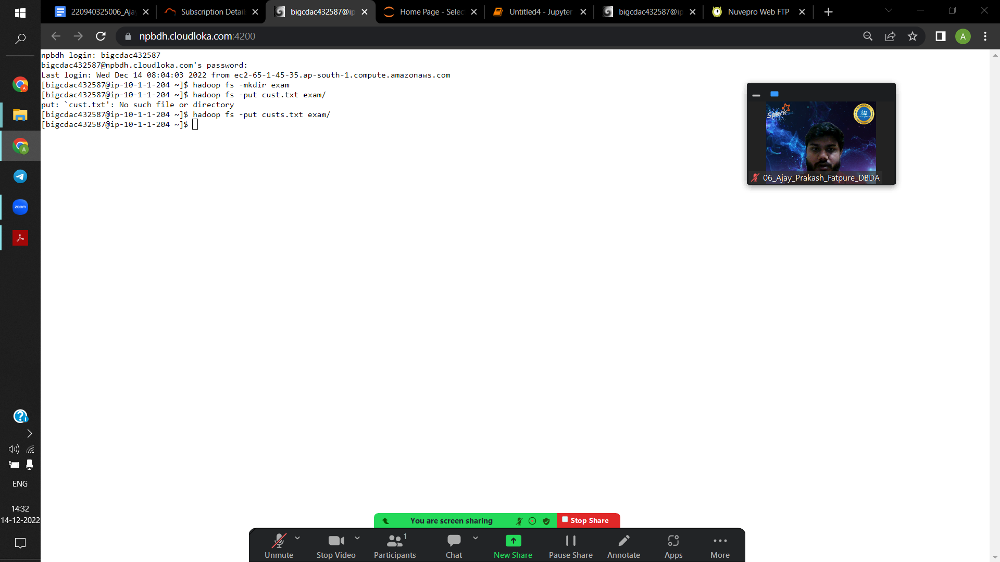 220940325006_Ajay
Subscription Detail
bigcdac432587@ip
Home Page - Selec
Untitled4 - Jupyter
bigcdac432587@ip
Nuvepro Web FTP
npbdh.cloudloka.com:4200
A
npbdh login: bigcdac432587
bigcdac432587@npbdh.cloudloka.com's password:
Last login: Wed Dec 14 08:04:03 2022 from ec2-65-1-45-35.ap-south-1.compute.amazonaws.com
[bigcdac432587@ip-10-1-1-204 ~]$ hadoop fs -mkdir exam
[bigcdac432587@ip-10-1-1-204 ~]$ hadoop fs -put cust.txt exam/
put: `cust.txt': No such file or directory
[bigcdac432587@ip-10-1-1-204 ~]$ hadoop fs -put custs.txt exam/
[bigcdac432587@ip-10-1-1-204 ~]$
Spark
06_Ajay_Prakash_Fatpure_DBDA
A
A
zoom
ENG
14:32
14-12-2022
You are screen sharing
Stop Share
1
Unmute
Stop Video
Participants
Chat
New Share
Pause Share
Annotate
Apps
More